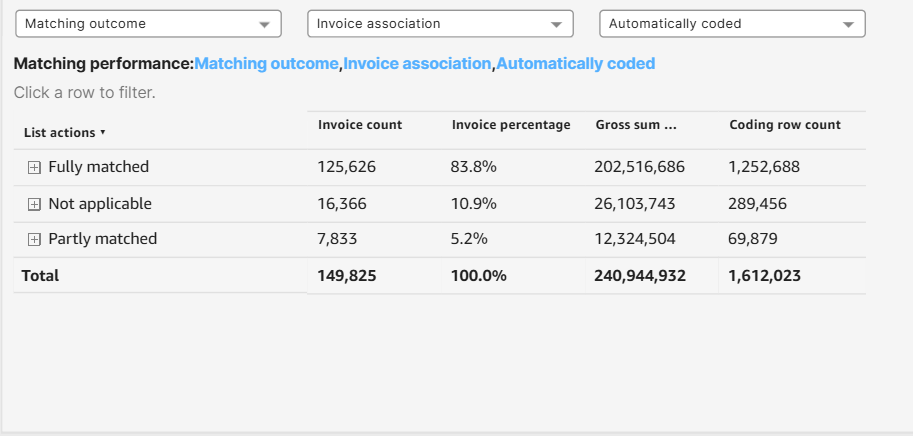 Matching outcome Invoice association Automatically coded
Matching performance:Matching outcome,Invoice association,Automatically coded
Click a row to filter.
List actions Invoice count Invoice percentage Gross sum ... Coding row count
Fully matched 125,626 83.8% 202,516,686 1,252,688
Not applicable 16,366 10.9% 26,103,743 289,456
Partly matched 7,833 5.2% 12,324,504 69,879
Total 149,825 100.0% 240,944,932 1,612,023